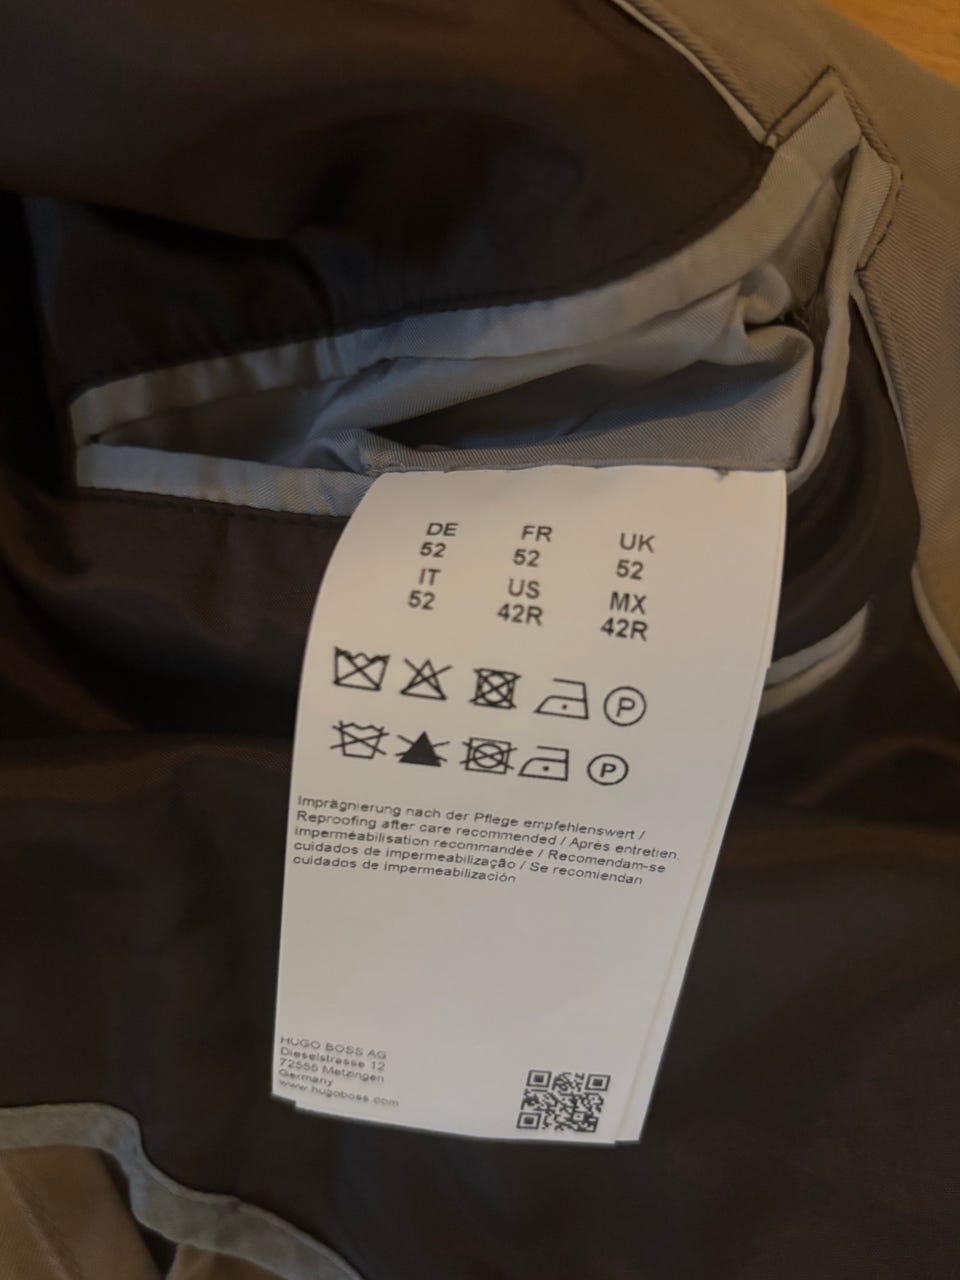 DE FR UK
52 52 52
IT US MX
52 42R 42R
P
P
Imprägnierung nach der Pflege empfehlenswert /
Reproofing after care recommended / Après entretien,
imperméabilisation recommandée / Recomendam-se
cuidados de impermeabilização / Se recomiendan
cuidados de impermeabilización
HUGO BOSS AG
Dieselstrasse 12
72555 Metzingen
Germany
www.hugoboss.com